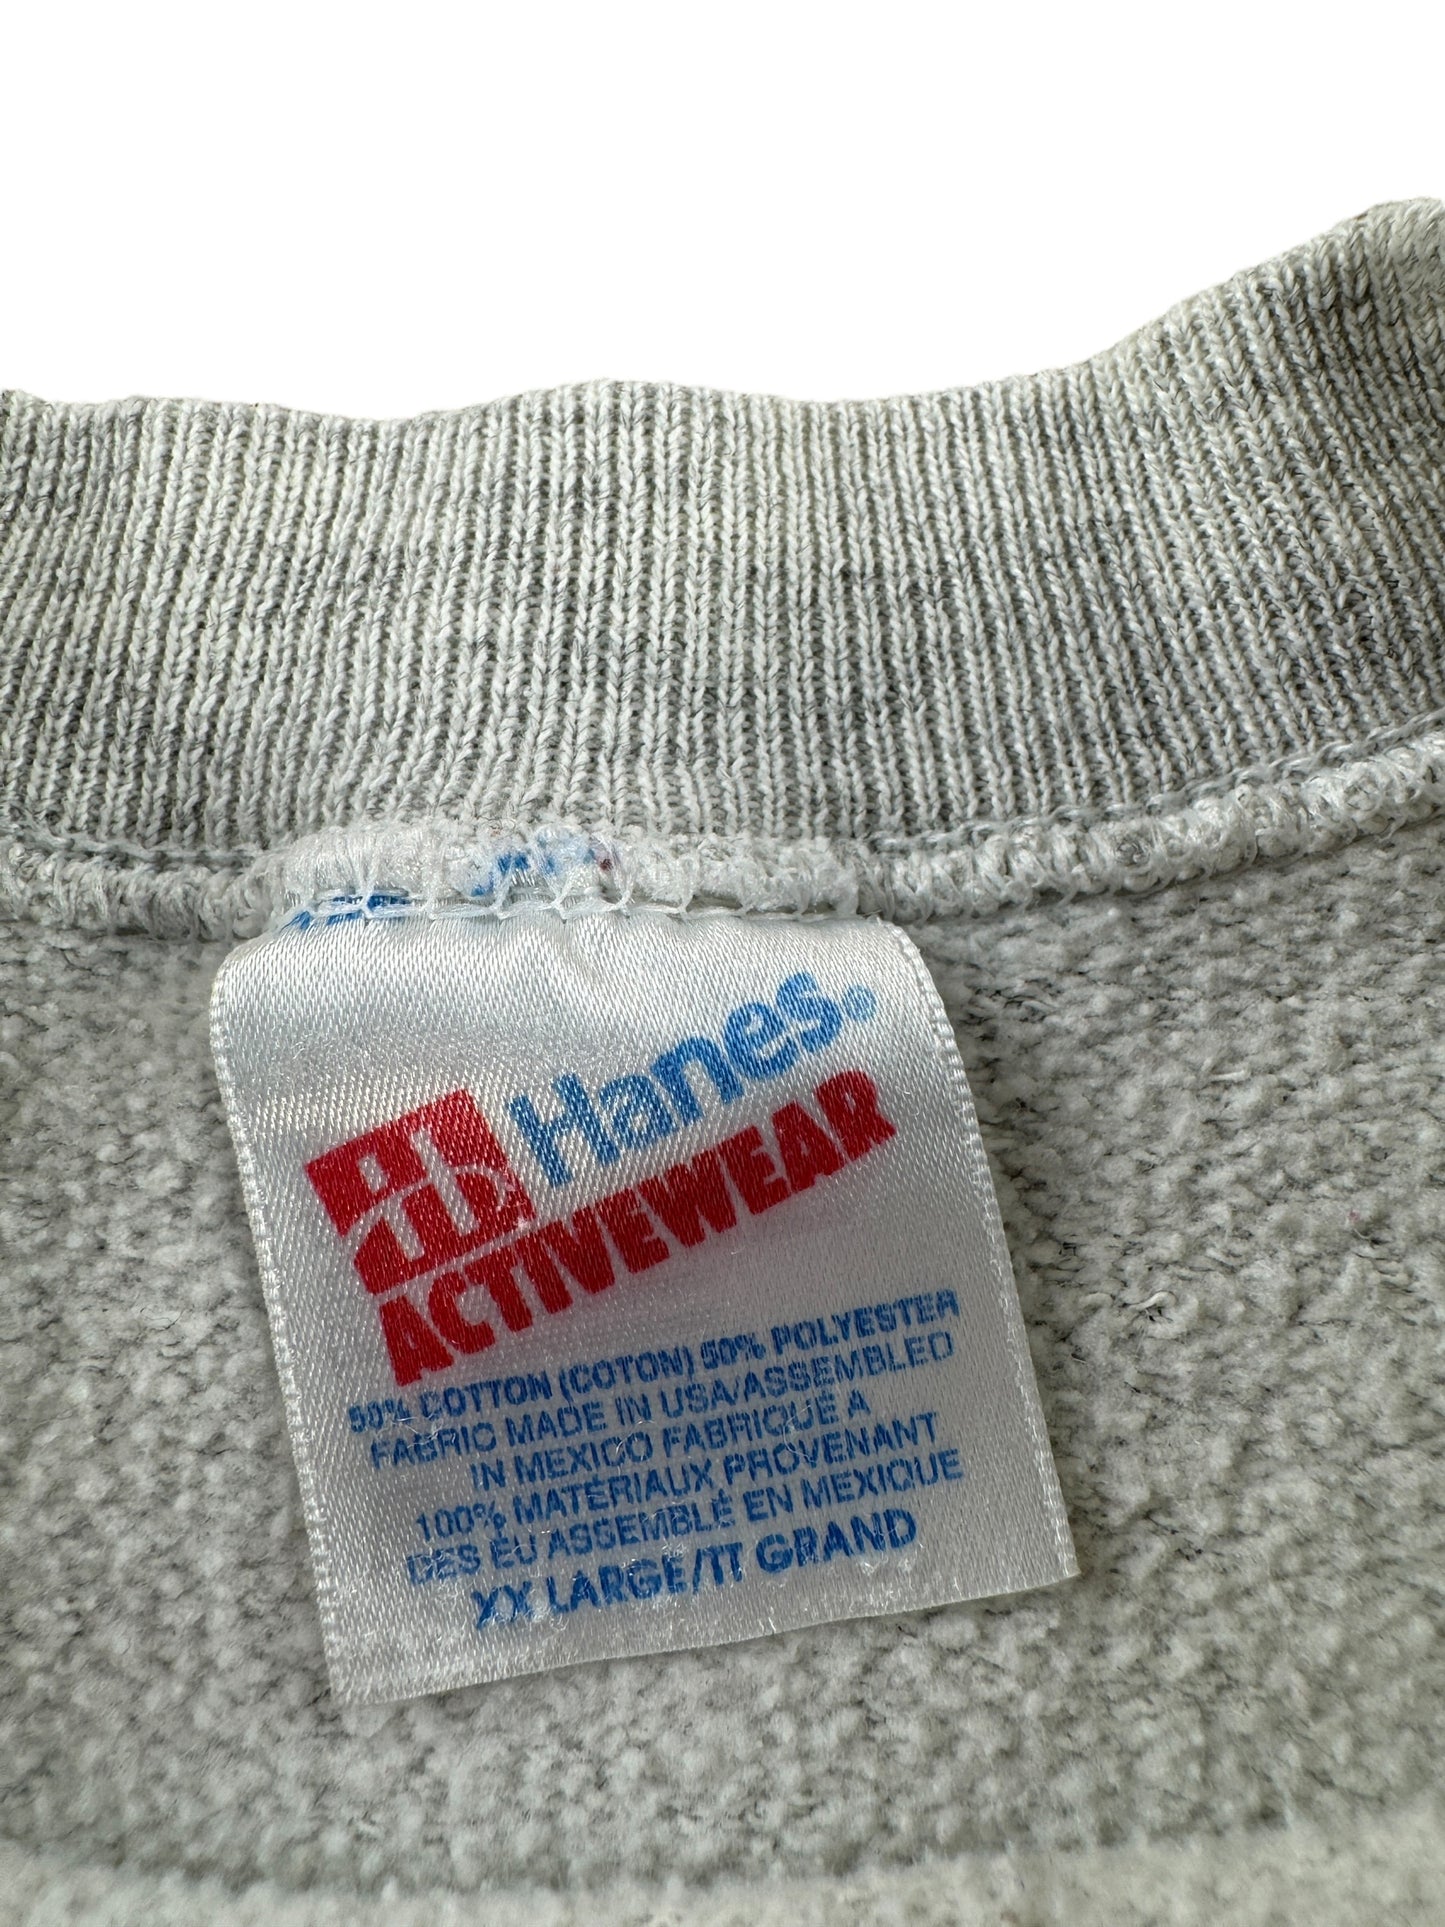 Hanes®
ACTIVEWEAR
50% COTTON (COTON) 50% POLYESTER
FABRIC MADE IN USA/ASSEMBLED
IN MEXICO FABRIQUÉ À
100% MATÉRIAUX PROVENANT
DES ÉU ASSEMBLÉ EN MEXIQUE
XX LARGE/TT GRAND